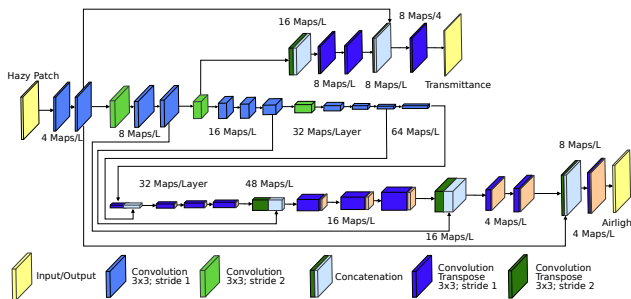 16 Maps/L
8 Maps/4
Hazy Patch
8 Maps/L
8 Maps/L
Transmittance
4 Maps/L
8 Maps/L
16 Maps/L
32 Maps/Layer
64 Maps/L
8 Maps/L
32 Maps/Layer
48 Maps/L
16 Maps/L
16 Maps/L
4 Maps/L
4 Maps/L
Airligh
Input/Output
Convolution
3x3; stride 1
Convolution
3x3; stride 2
Concatenation
Convolution
Transpose
3x3; stride 1
Convolution
Transpose
3x3; stride 2